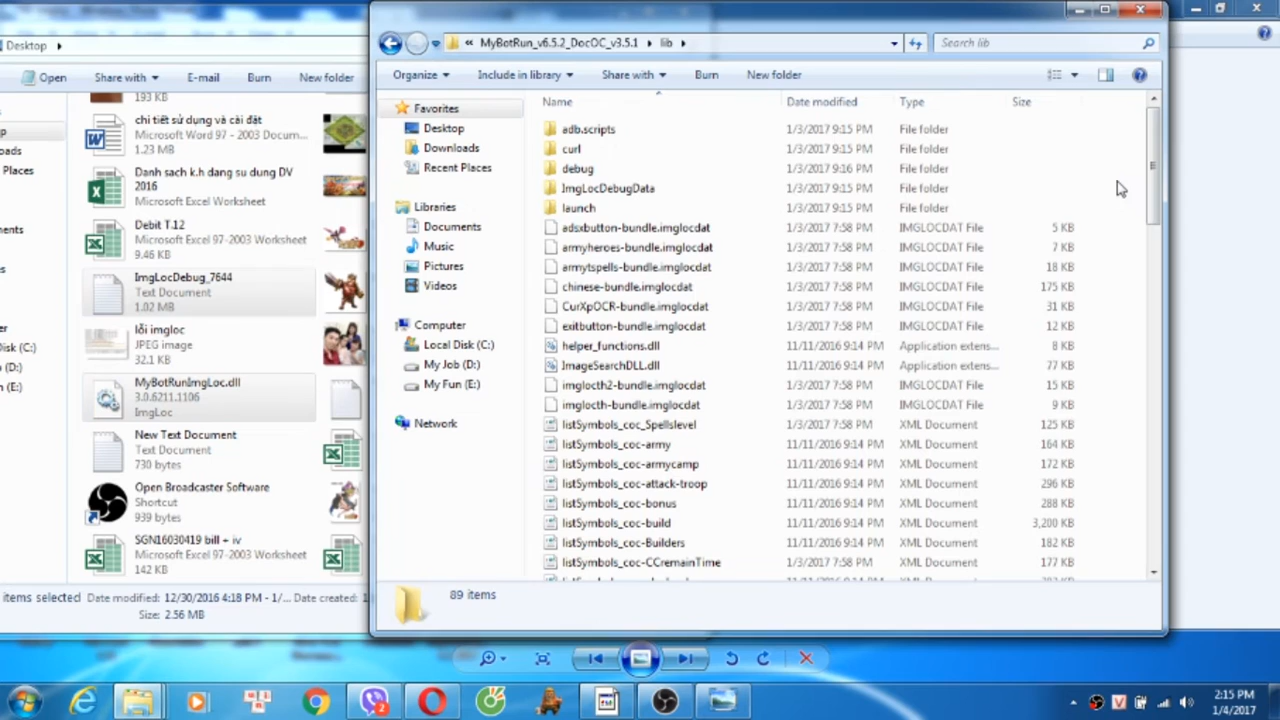 Desktop
Open Share with E-mail Burn New folder
193 KB
chi tiết sử dụng và cài đặt
Microsoft Word 97 - 2003 Docum...
1.23 MB
Danh sach k.h dang su dung DV
2016
Microsoft Excel Worksheet
Debit T.12
Microsoft Excel 97-2003 Worksheet
9.46 KB
ImgLocDebug_7644
Text Document
1.02 MB
lỗi imgloc
JPEG image
32.1 KB
MyBotRunImgLoc.dll
3.0.6211.1106
ImgLoc
New Text Document
Text Document
730 bytes
Open Broadcaster Software
Shortcut
939 bytes
SGN16030419 bill + iv
Microsoft Excel 97-2003 Worksheet
142 KB
oads
Places
ents
er
Disk (C:)
(D:)
(E:)
items selected Date modified: 12/30/2016 4:18 PM - 1/... Date created: 1
Size: 2.56 MB
« MyBotRun_v6.5.2_DocOC_v3.5.1 lib
Search lib
Organize Include in library Share with Burn New folder
Favorites
Desktop
Downloads
Recent Places
Libraries
Documents
Music
Pictures
Videos
Computer
Local Disk (C:)
My Job (D:)
My Fun (E:)
Network
Name Date modified Type Size
adb.scripts 1/3/2017 9:15 PM File folder
curl 1/3/2017 9:15 PM File folder
debug 1/3/2017 9:16 PM File folder
ImgLocDebugData 1/3/2017 9:15 PM File folder
launch 1/3/2017 9:15 PM File folder
adsxbutton-bundle.imglocdat 1/3/2017 7:58 PM IMGLOCDAT File 5 KB
armyheroes-bundle.imglocdat 1/3/2017 7:58 PM IMGLOCDAT File 7 KB
armytspells-bundle.imglocdat 1/3/2017 7:58 PM IMGLOCDAT File 18 KB
chinese-bundle.imglocdat 1/3/2017 7:58 PM IMGLOCDAT File 175 KB
CurXpOCR-bundle.imglocdat 1/3/2017 7:58 PM IMGLOCDAT File 31 KB
exitbutton-bundle.imglocdat 1/3/2017 7:58 PM IMGLOCDAT File 12 KB
helper_functions.dll 11/11/2016 9:14 PM Application extens... 8 KB
ImageSearchDLL.dll 11/11/2016 9:14 PM Application extens... 77 KB
imglocth2-bundle.imglocdat 1/3/2017 7:58 PM IMGLOCDAT File 15 KB
imglocth-bundle.imglocdat 1/3/2017 7:58 PM IMGLOCDAT File 9 KB
listSymbols_coc_Spellslevel 1/3/2017 7:58 PM XML Document 125 KB
listSymbols_coc-army 11/11/2016 9:14 PM XML Document 164 KB
listSymbols_coc-armycamp 11/11/2016 9:14 PM XML Document 172 KB
listSymbols_coc-attack-troop 11/11/2016 9:14 PM XML Document 296 KB
listSymbols_coc-bonus 11/11/2016 9:14 PM XML Document 288 KB
listSymbols_coc-build 11/11/2016 9:14 PM XML Document 3,200 KB
listSymbols_coc-Builders 11/11/2016 9:14 PM XML Document 182 KB
listSymbols_coc-CCremainTime 11/11/2016 9:14 PM XML Document 177 KB
89 items
2:15 PM
1/4/2017